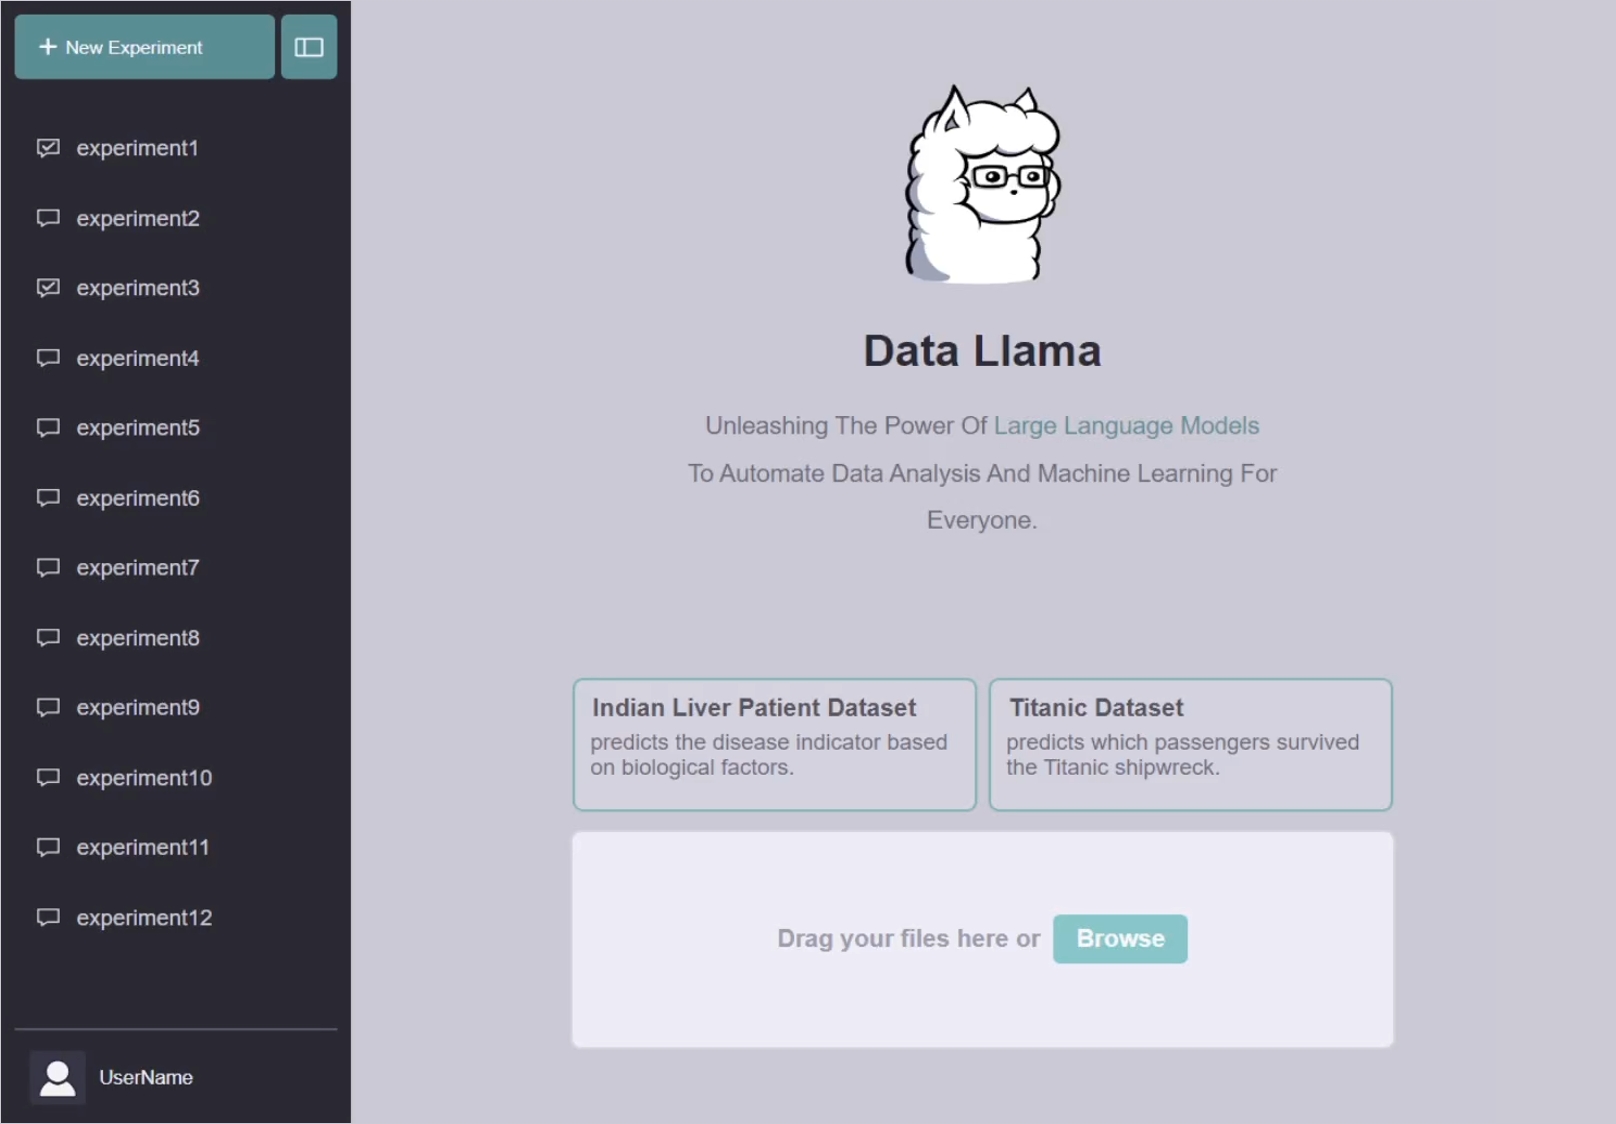 New Experiment
experiment1
experiment2
experiment3
experiment4
experiment5
experiment6
experiment7
experiment8
experiment9
experiment10
experiment11
experiment12
UserName
Data Llama
Unleashing The Power Of Large Language Models
To Automate Data Analysis And Machine Learning For
Everyone.
Indian Liver Patient Dataset
predicts the disease indicator based
on biological factors.
Titanic Dataset
predicts which passengers survived
the Titanic shipwreck.
Drag your files here or Browse